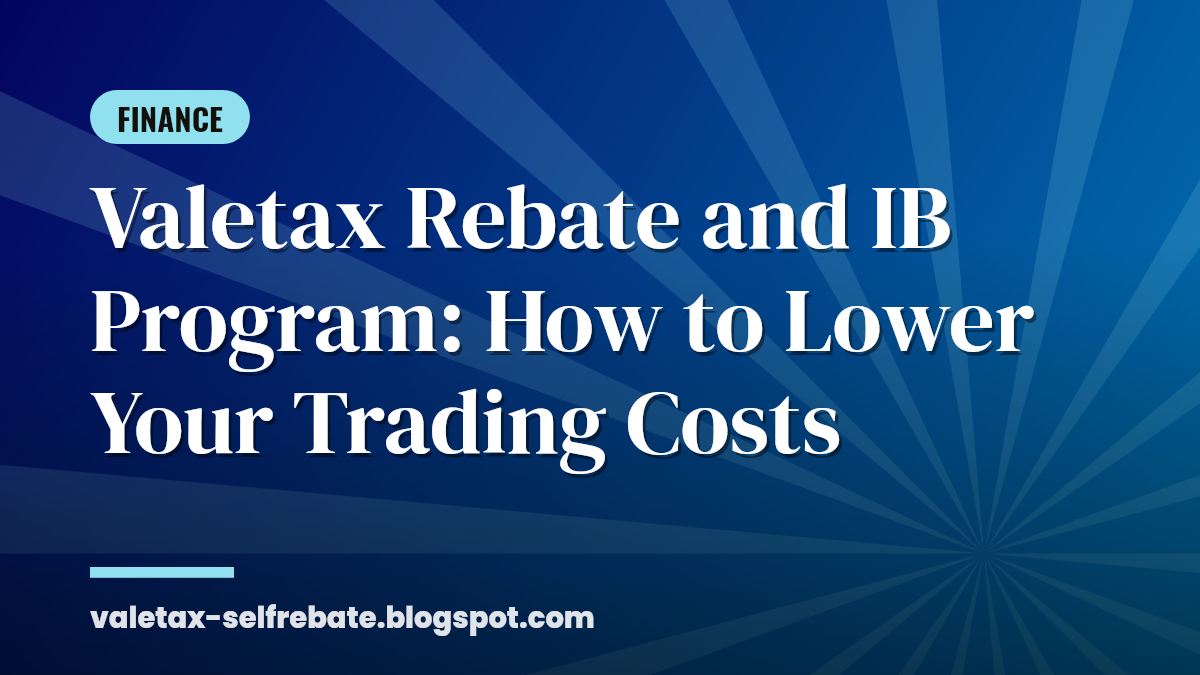 FINANCE
Valetax Rebate and IB
Program: How to Lower
Your Trading Costs
valetax-selfrebate.blogspot.com